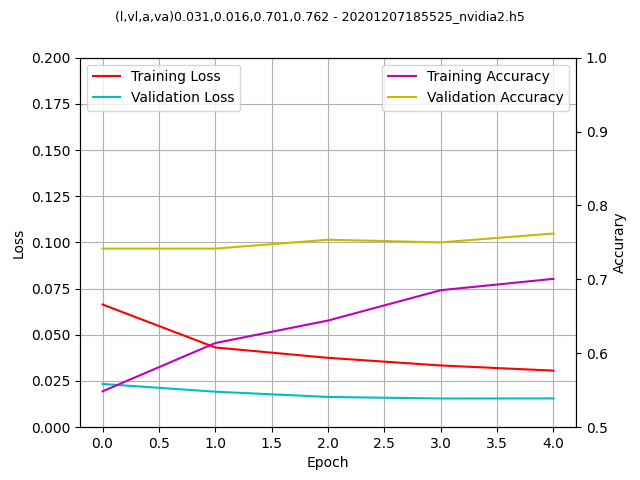 (l,vl,a,va)0.031,0.016,0.701,0.762 - 20201207185525_nvidia2.h5
Training Loss
Validation Loss
Training Accuracy
Validation Accuracy
0.200
0.175
0.150
0.125
0.100
0.075
0.050
0.025
0.000
Loss
1.0
0.9
0.8
0.7
0.6
0.5
Accurary
0.0 0.5 1.0 1.5 2.0 2.5 3.0 3.5 4.0
Epoch